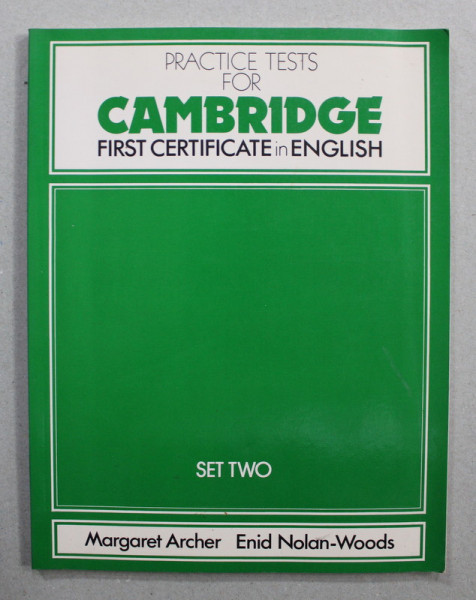 PRACTICE TESTS
FOR
CAMBRIDGE
FIRST CERTIFICATE in ENGLISH
SET TWO
Margaret Archer Enid Nolan-Woods